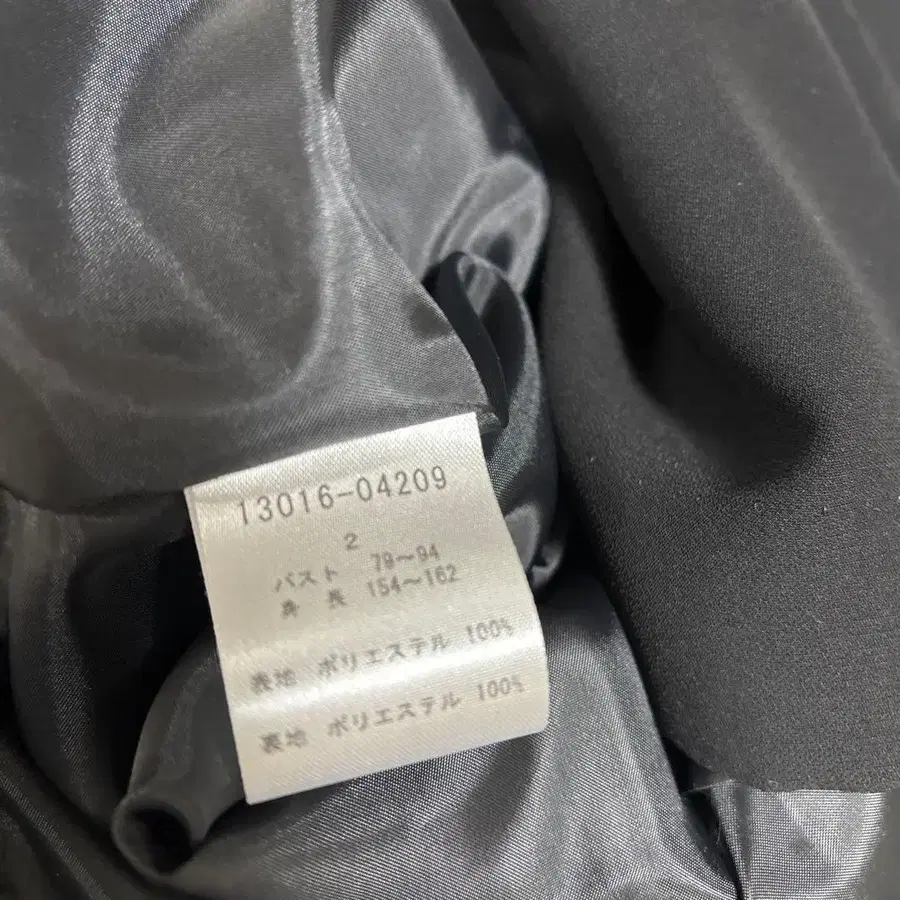 13016-04209
2
バスト 79〜94
身 長 154〜162
表地 ポリエステル 100%
裏地 ポリエステル 100%